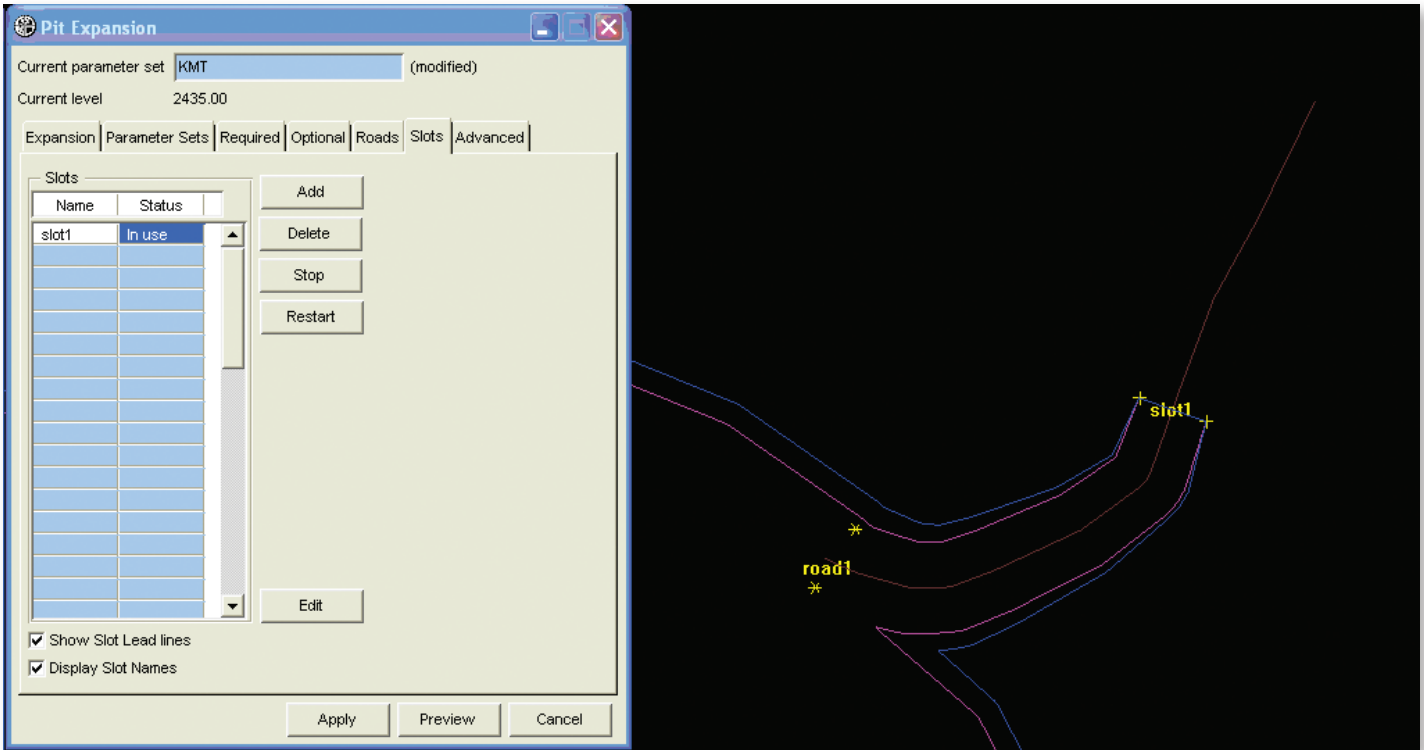 Pit Expansion
Current parameter set KMT (modified)
Current level 2435.00
Expansion Parameter Sets Required Optional Roads Slots Advanced
Slots
Name Status
slot1 In use
Add
Delete
Stop
Restart
Edit
Show Slot Lead lines
Display Slot Names
Apply Preview Cancel
slot1
road1